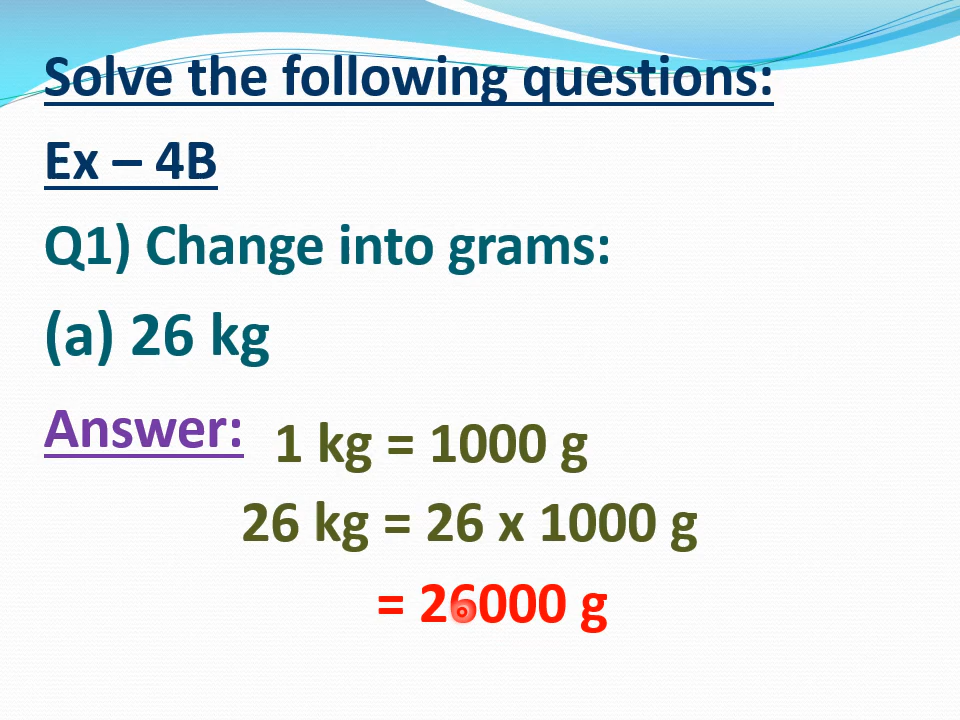 Solve the following questions:
Ex – 4B
Q1) Change into grams:
(a) 26 kg
Answer: 1 kg = 1000 g
26 kg = 26 x 1000 g
= 26000 g